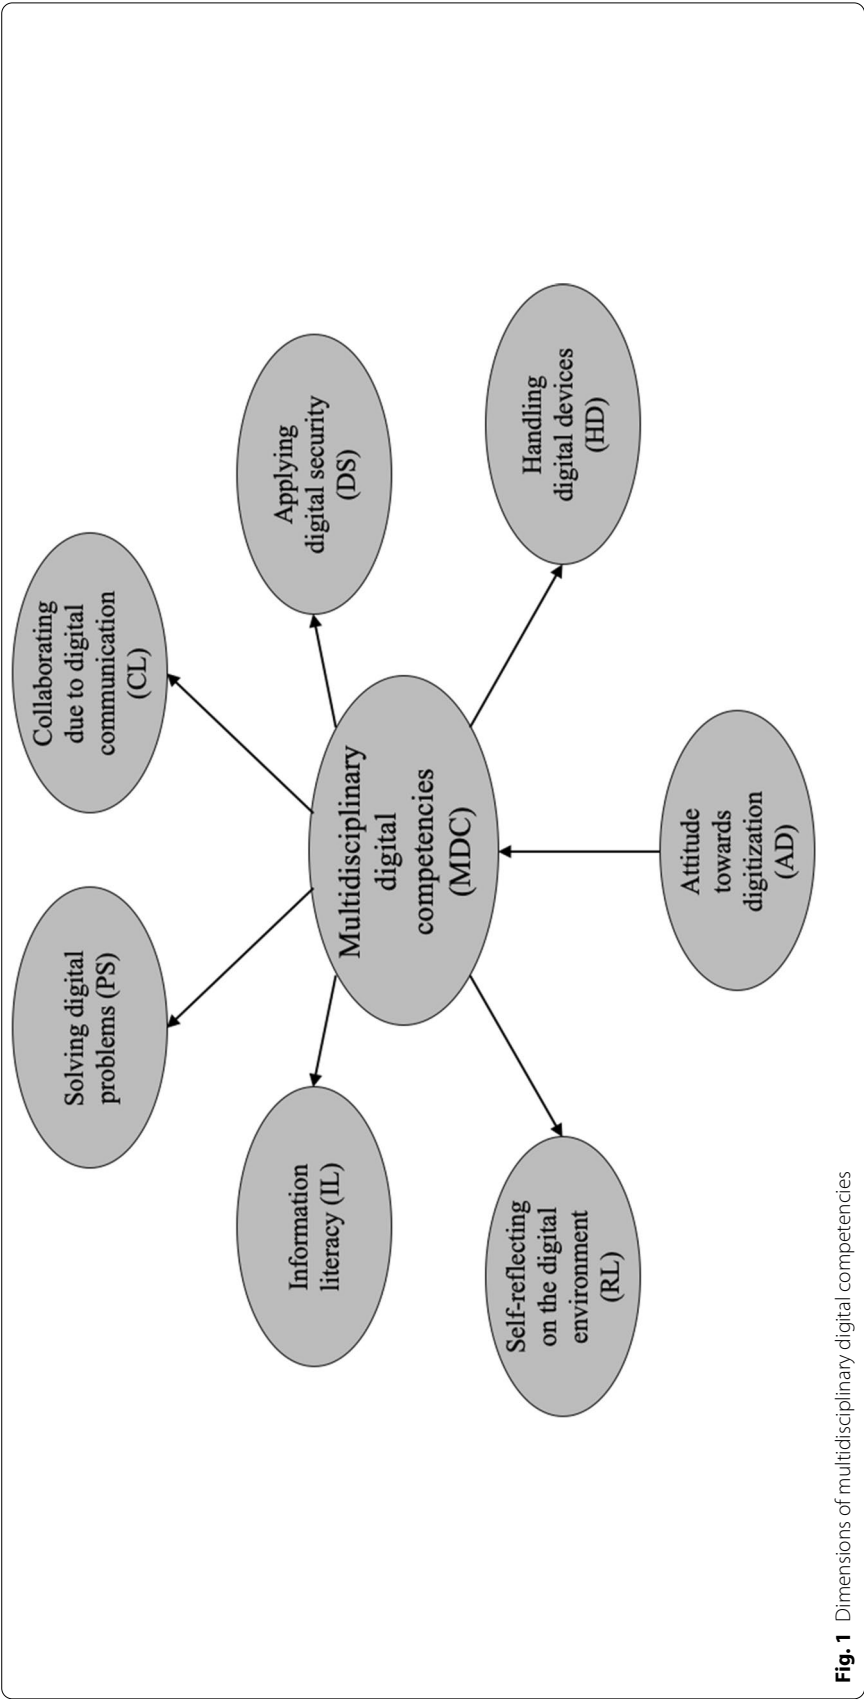 Solving digital
problems (PS)
Collaborating
due to digital
communication
(CL)
Information
literacy (IL)
Applying
digital security
(DS)
Multidisciplinary
digital
competencies
(MDC)
Self-reflecting
on the digital
environment
(RL)
Handling
digital devices
(HD)
Attitude
towards
digitization
(AD)
Fig. 1 Dimensions of multidisciplinary digital competencies